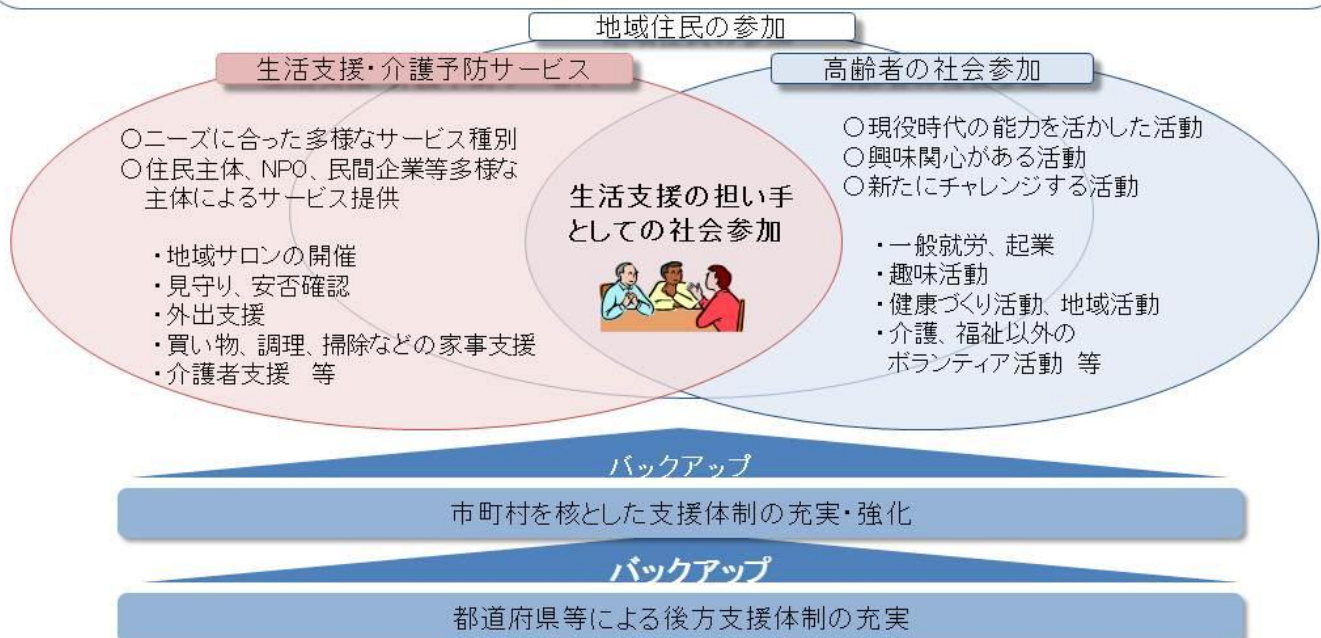 地域住民の参加
生活支援・介護予防サービス
高齢者の社会参加
○ニーズに合った多様なサービス種別
○住民主体、NPO、民間企業等多様な
主体によるサービス提供
・地域サロンの開催
・見守り、安否確認
・外出支援
・買い物、調理、掃除などの家事支援
・介護者支援 等
生活支援の担い手
としての社会参加
○現役時代の能力を活かした活動
○興味関心がある活動
○新たにチャレンジする活動
・一般就労、起業
・趣味活動
・健康づくり活動、地域活動
・介護、福祉以外の
ボランティア活動 等
バックアップ
市町村を核とした支援体制の充実・強化
バックアップ
都道府県等による後方支援体制の充実